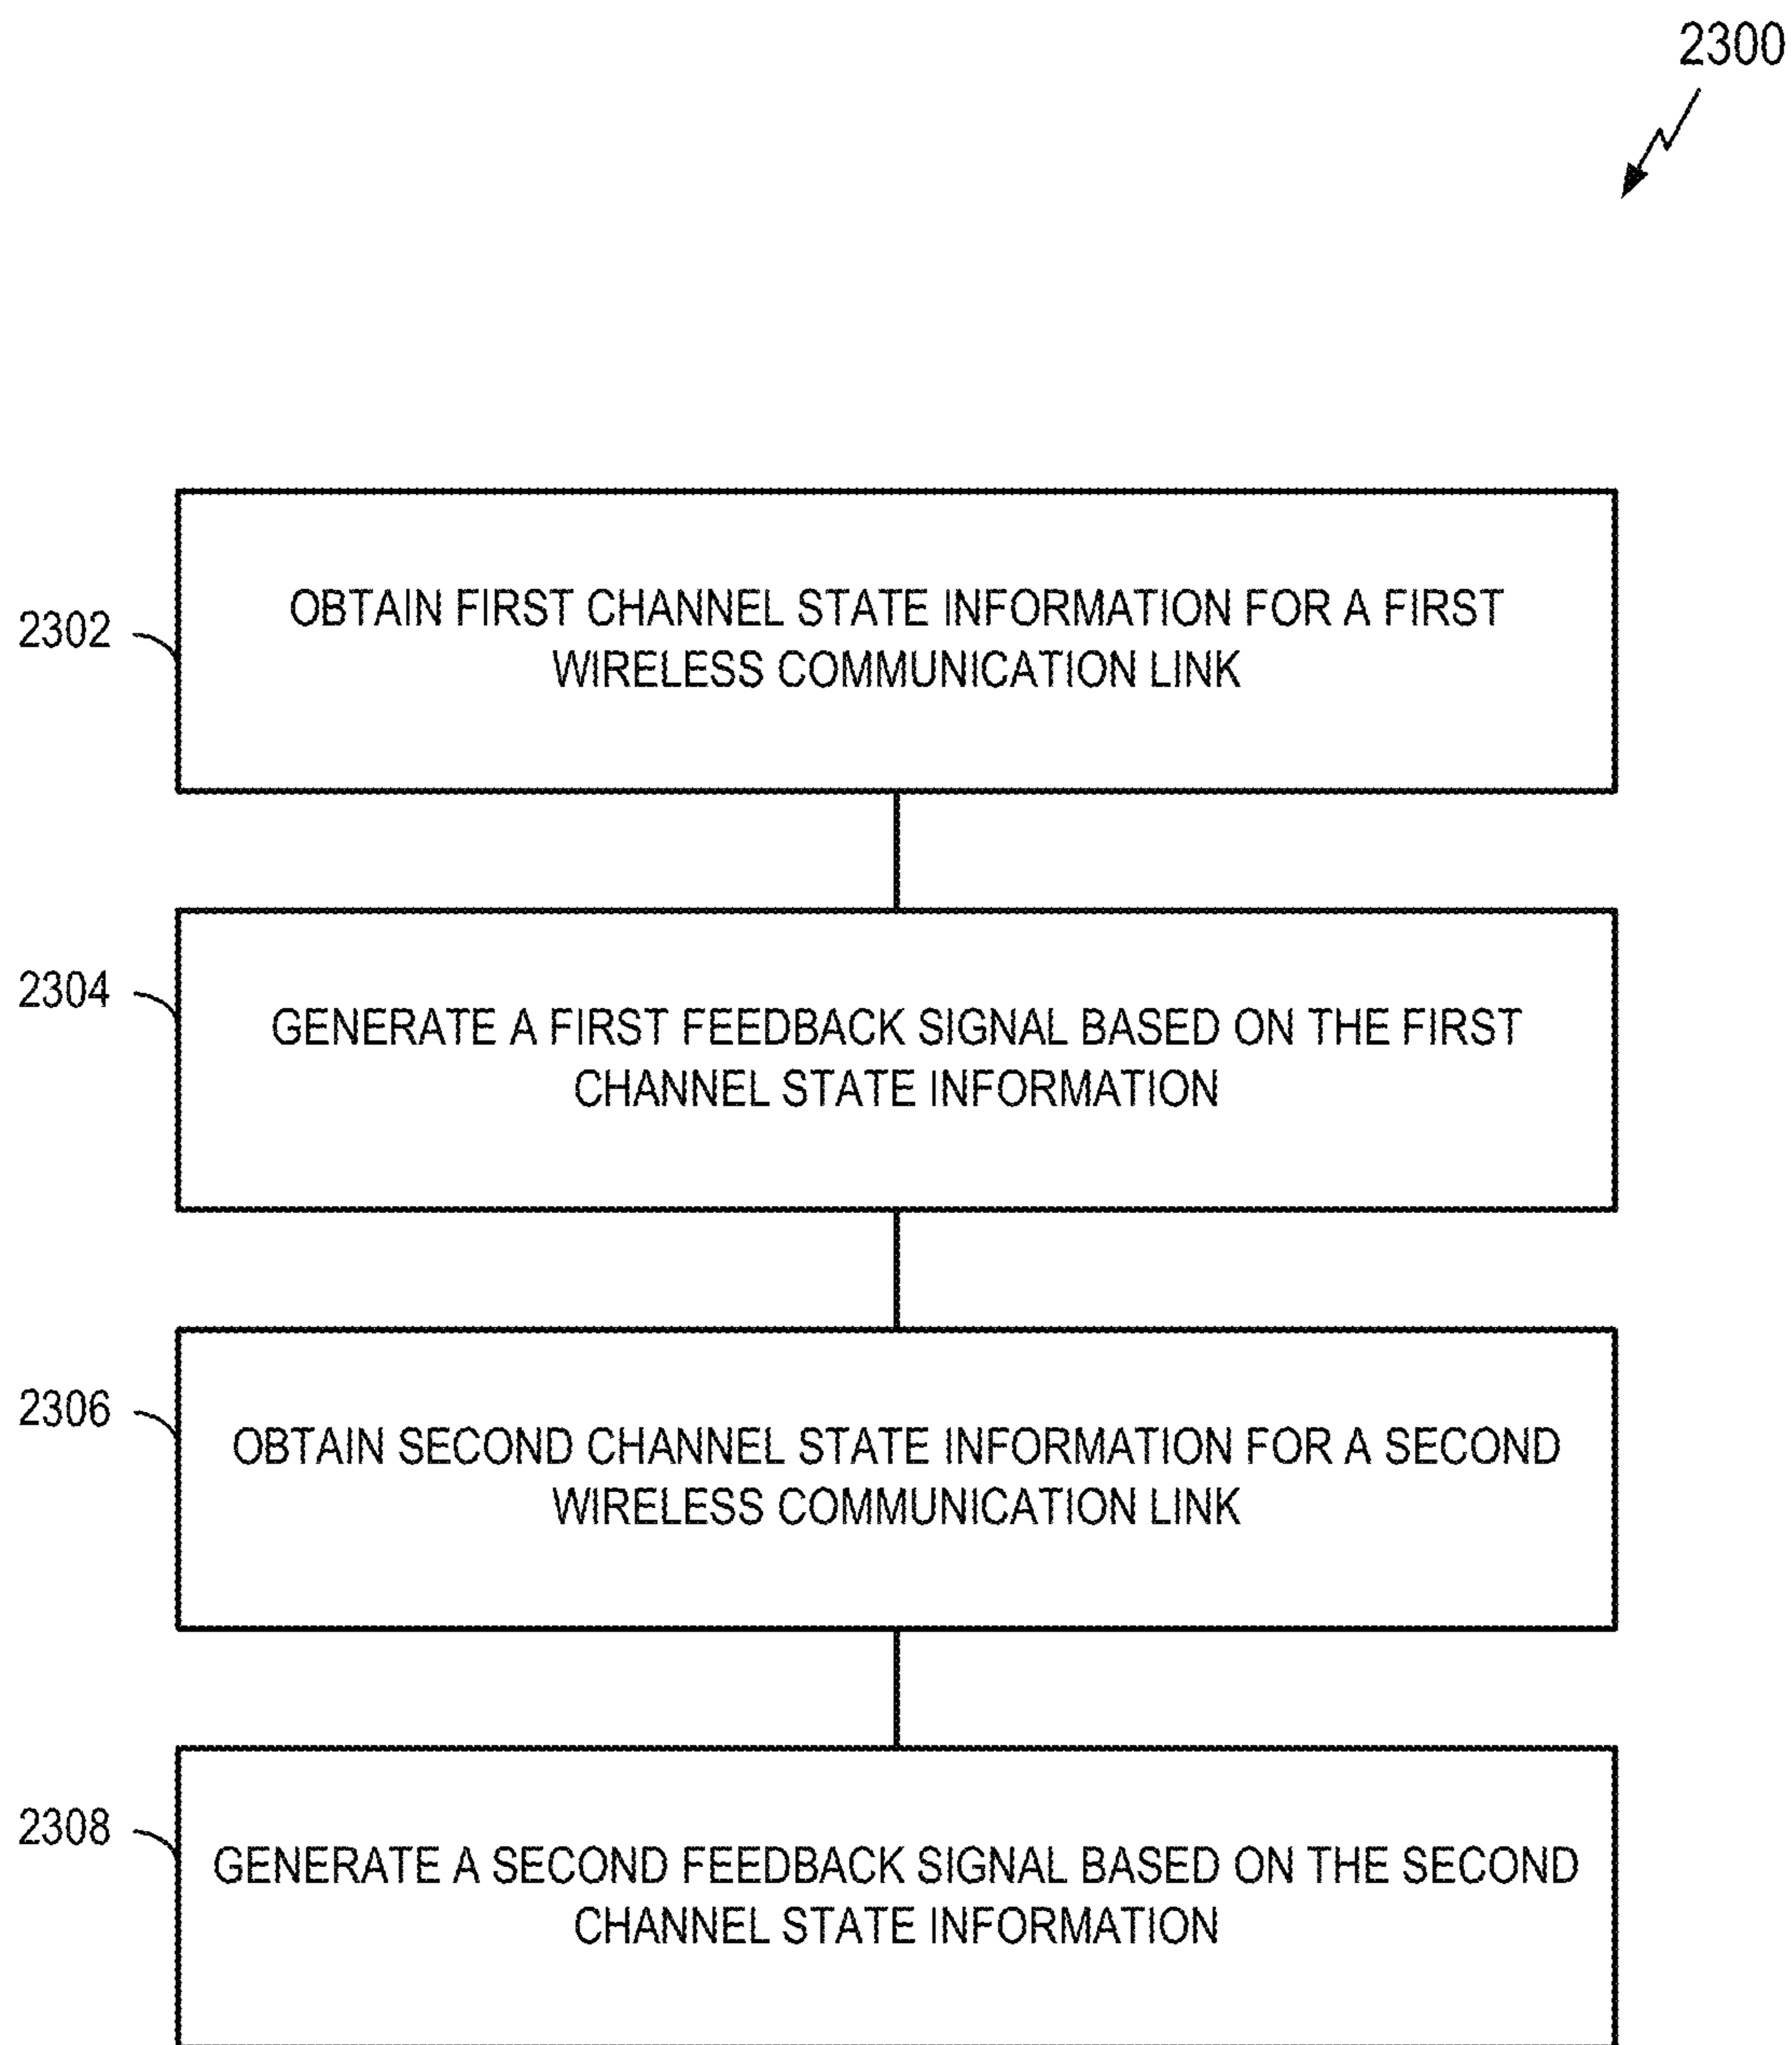 2300
2302
OBTAIN FIRST CHANNEL STATE INFORMATION FOR A FIRST
WIRELESS COMMUNICATION LINK
2304
GENERATE A FIRST FEEDBACK SIGNAL BASED ON THE FIRST
CHANNEL STATE INFORMATION
2306
OBTAIN SECOND CHANNEL STATE INFORMATION FOR A SECOND
WIRELESS COMMUNICATION LINK
2308
GENERATE A SECOND FEEDBACK SIGNAL BASED ON THE SECOND
CHANNEL STATE INFORMATION